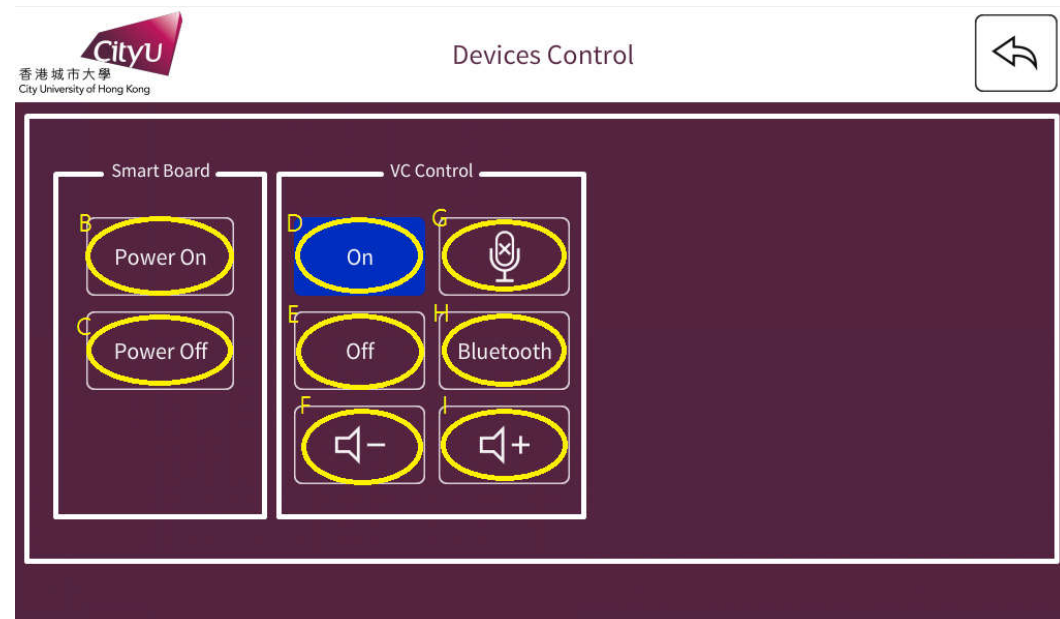 CityU
香港城市大學
City University of Hong Kong
Devices Control
Smart Board
VC Control
B
Power On
D
On
G
C
Power Off
E
Off
H
Bluetooth
F
I